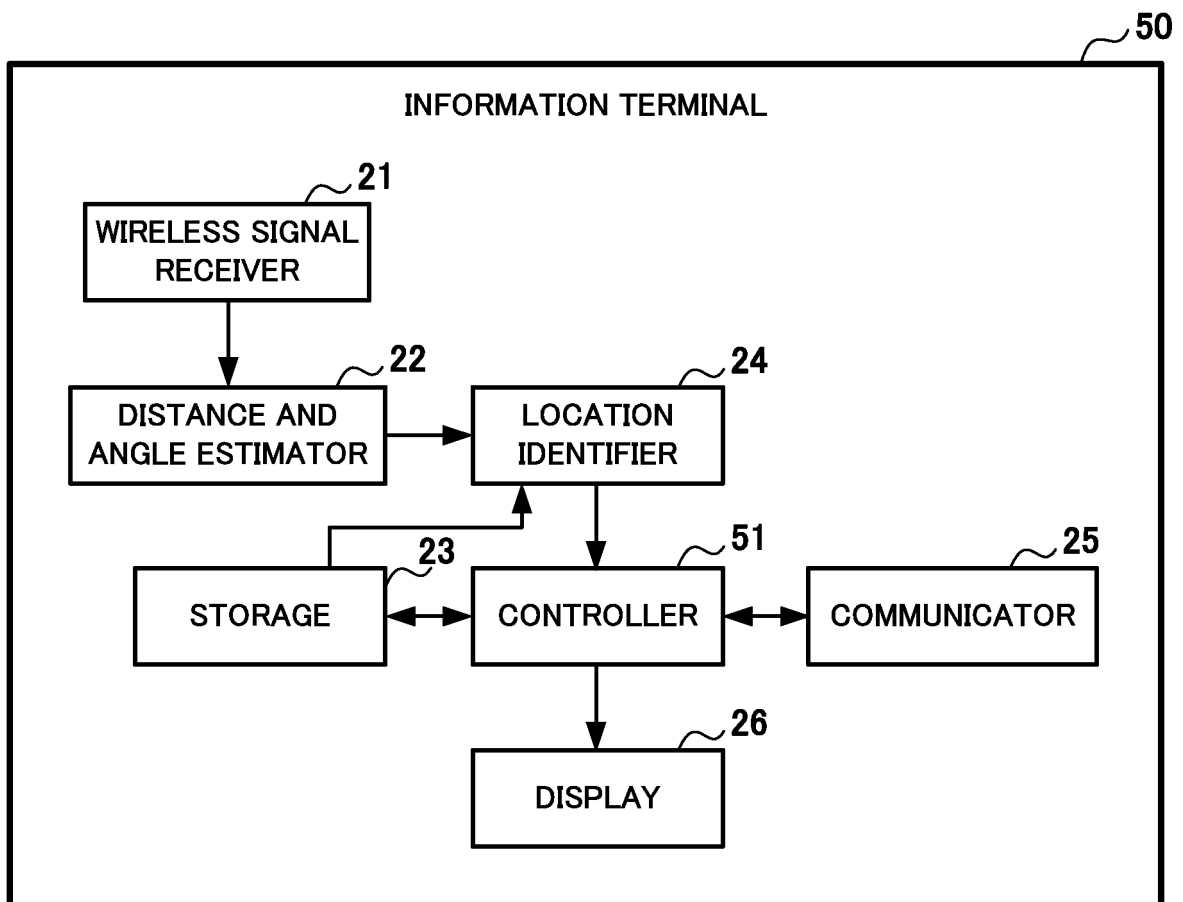 50
INFORMATION TERMINAL
21
WIRELESS SIGNAL
RECEIVER
22
DISTANCE AND
ANGLE ESTIMATOR
24
LOCATION
IDENTIFIER
23
STORAGE
51
CONTROLLER
25
COMMUNICATOR
26
DISPLAY